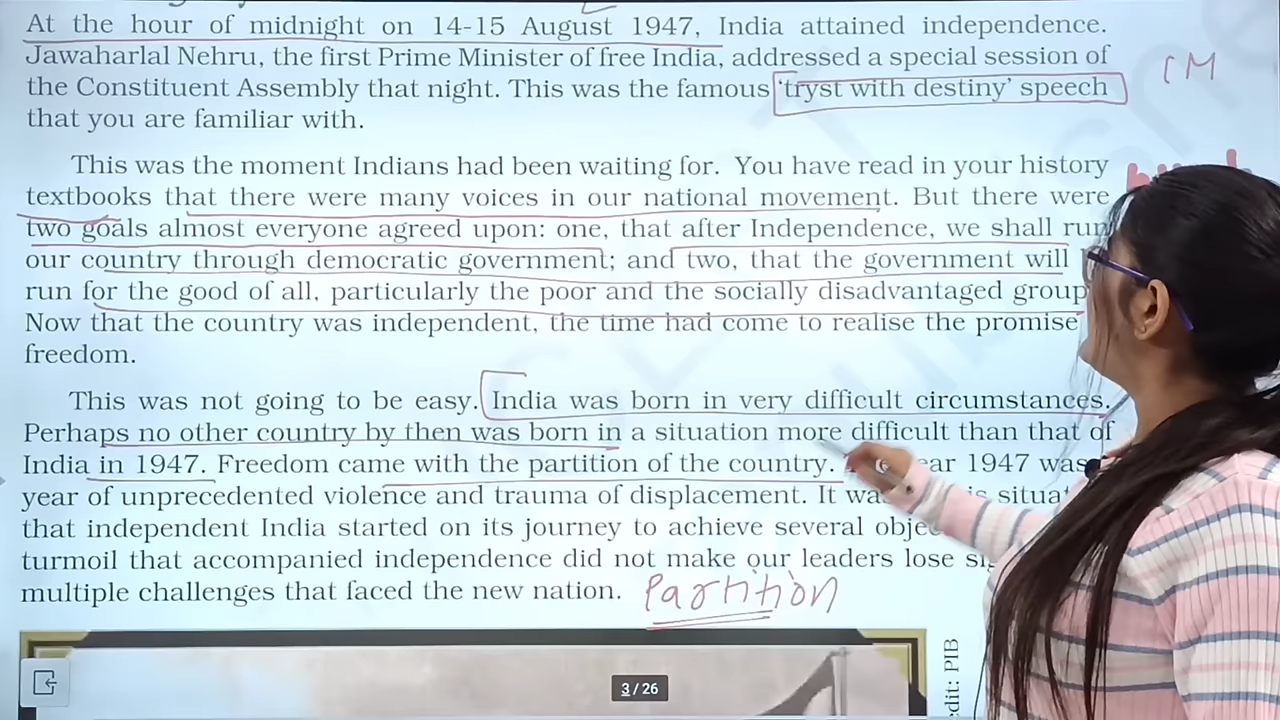 At the hour of midnight on 14-15 August 1947, India attained independence.
Jawaharlal Nehru, the first Prime Minister of free India, addressed a special session of
the Constituent Assembly that night. This was the famous ‘tryst with destiny’ speech
1M
that you are familiar with.
This was the moment Indians had been waiting for. You have read in your history
textbooks that there were many voices in our national movement. But there were
two goals almost everyone agreed upon: one, that after Independence, we shall run
our country through democratic government; and two, that the government will
run for the good of all, particularly the poor and the socially disadvantaged group
Now that the country was independent, the time had come to realise the promise
freedom.
This was not going to be easy. India was born in very difficult circumstances.
Perhaps no other country by then was born in a situation more difficult than that of
India in 1947. Freedom came with the partition of the country. 1947 was
year of unprecedented violence and trauma of displacement. It
that independent India started on its journey to achieve several
turmoil that accompanied independence did not make our leaders lose
multiple challenges that faced the new nation. Partition
3 / 26
PIB